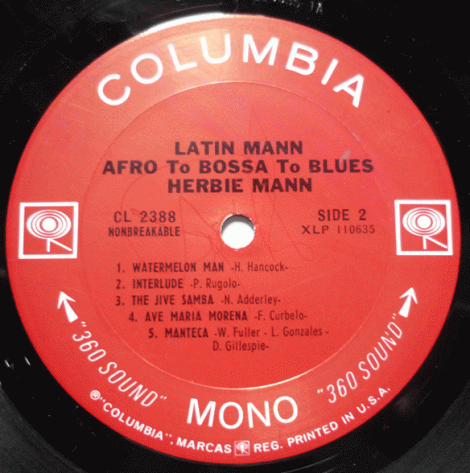 COLUMBIA
LATIN MANN
AFRO To BOSSA To BLUES
HERBIE MANN
CL 2388
NONBREAKABLE
SIDE 2
XLP 110635
1. WATERMELON MAN -H. Hancock-
2. INTERLUDE -P. Rugolo-
3. THE JIVE SAMBA -N. Adderley-
4. AVE MARIA MORENA -F. Curbelo-
5. MANTECA -W. Fuller - L. Gonzales -
D. Gillespie-
"360 SOUND" MONO "360 SOUND"
℗"COLUMBIA", MARCAS REG. PRINTED IN U.S.A.